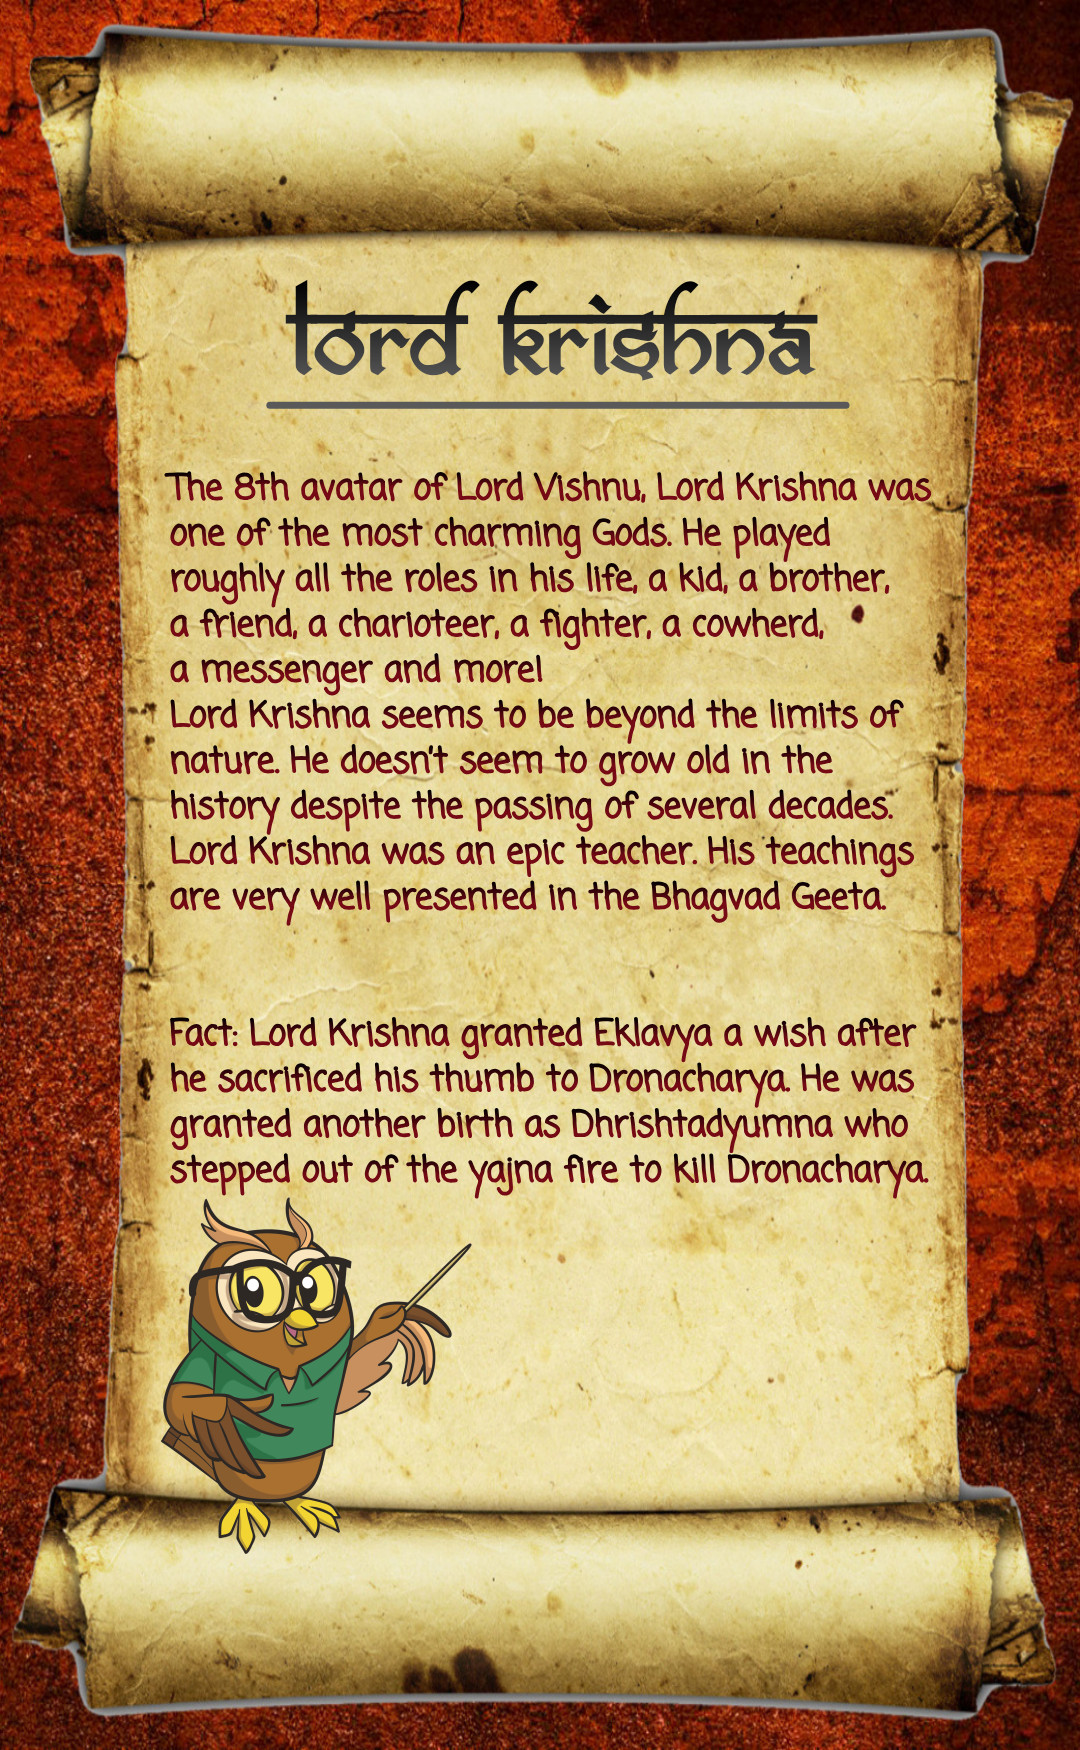 Lord Krishna
The 8th avatar of Lord Vishnu, Lord Krishna was
one of the most charming Gods. He played
roughly all the roles in his life, a kid, a brother,
a friend, a charioteer, a fighter, a cowherd,
a messenger and more!
Lord Krishna seems to be beyond the limits of
nature. He doesn't seem to grow old in the
history despite the passing of several decades.
Lord Krishna was an epic teacher. His teachings
are very well presented in the Bhagvad Geeta.
Fact: Lord Krishna granted Eklavya a wish after
he sacrificed his thumb to Dronacharya. He was
granted another birth as Dhrishtadyumna who
stepped out of the yajna fire to kill Dronacharya.